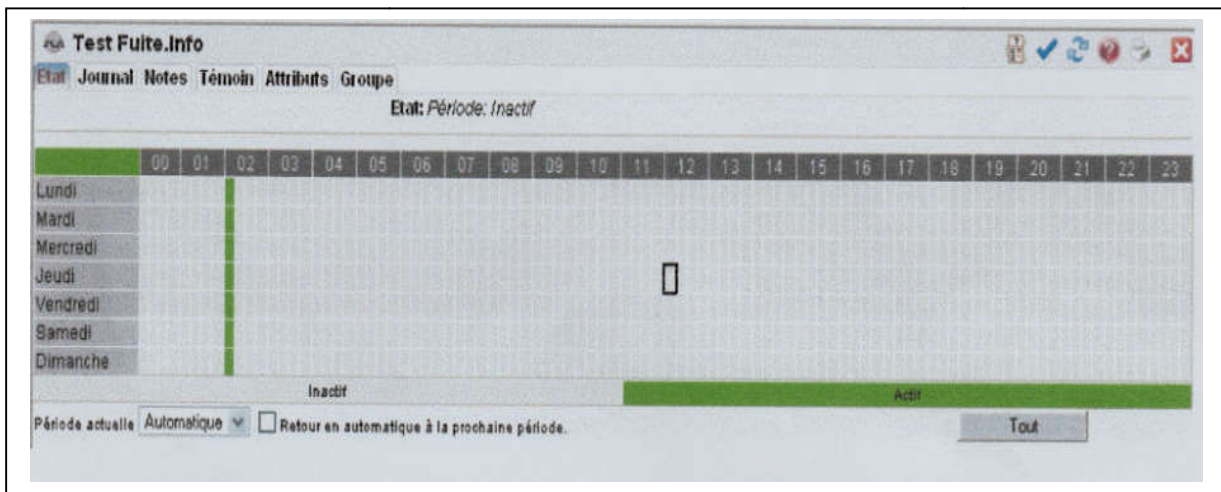 Test Fuite.Info
Etat Journal Notes Témoin Attributs Groupe
Etat: Période: Inactif
00 01 02 03 04 05 06 07 08 09 10 11 12 13 14 15 16 17 18 19 20 21 22 23
Lundi
Mardi
Mercredi
Jeudi
Vendredi
Samedi
Dimanche
Inactif Actif
Période actuelle Automatique Retour en automatique à la prochaine période. Tout